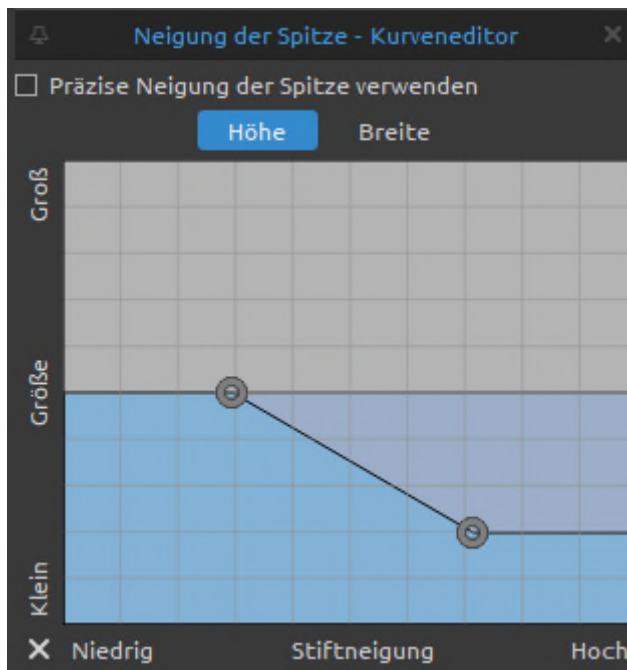 Neigung der Spitze - Kurveneditor
Präzise Neigung der Spitze verwenden
Höhe Breite
Groß
Größe
Klein
Niedrig Stiftneigung Hoch